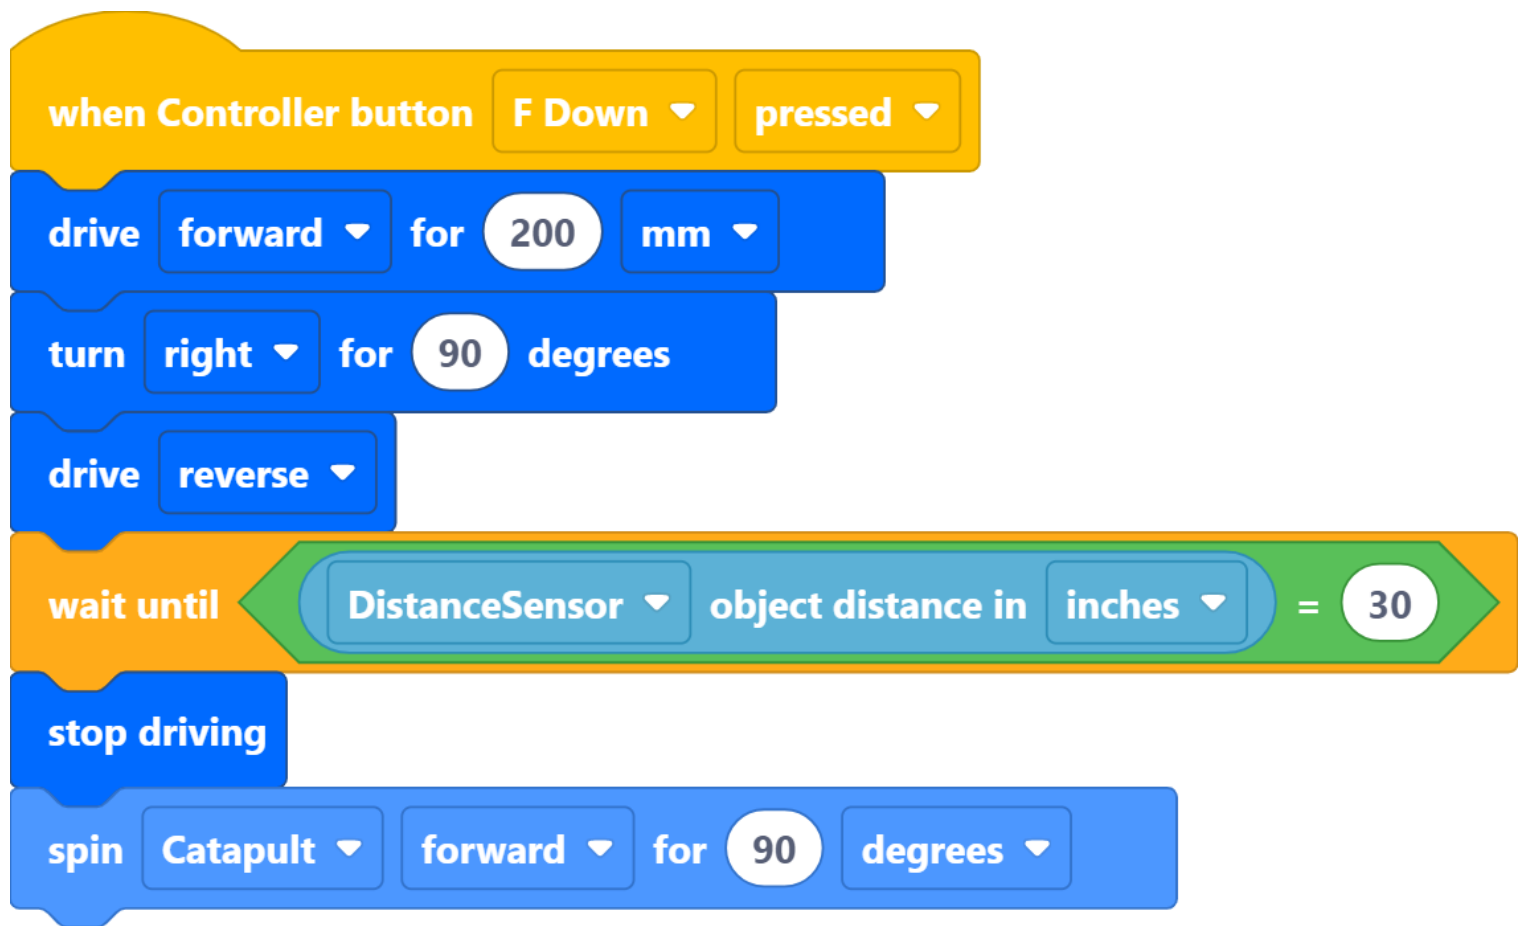 when Controller button F Down pressed
drive forward for 200 mm
turn right for 90 degrees
drive reverse
wait until DistanceSensor object distance in inches = 30
stop driving
spin Catapult forward for 90 degrees